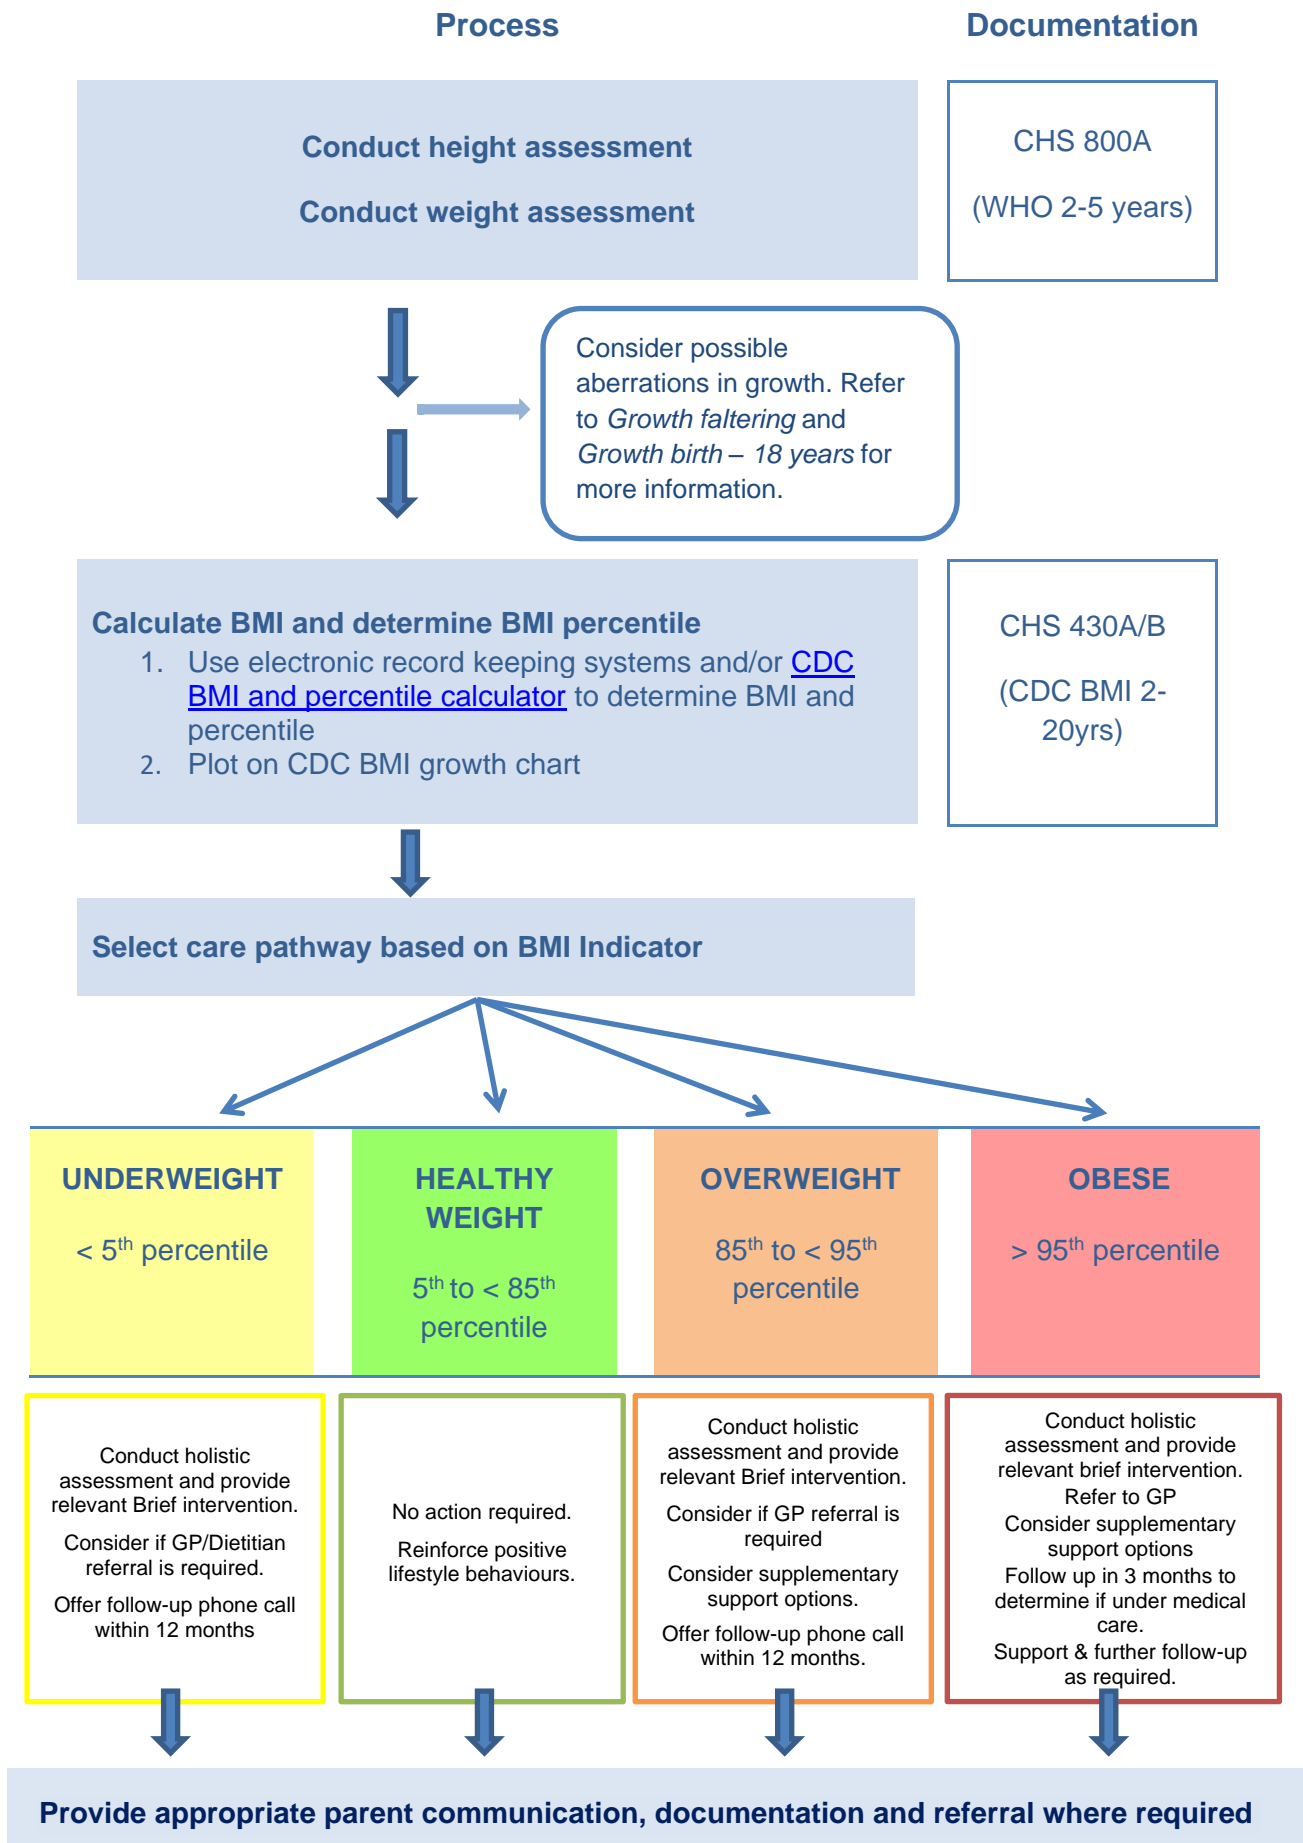 Process
Documentation
Conduct height assessment
Conduct weight assessment
CHS 800A
(WHO 2-5 years)
Consider possible
aberrations in growth. Refer
to Growth faltering and
Growth birth – 18 years for
more information.
Calculate BMI and determine BMI percentile
1. Use electronic record keeping systems and/or CDC
BMI and percentile calculator to determine BMI and
percentile
2. Plot on CDC BMI growth chart
CHS 430A/B
(CDC BMI 2-
20yrs)
Select care pathway based on BMI Indicator
UNDERWEIGHT
< 5th percentile
HEALTHY
WEIGHT
5th to < 85th
percentile
OVERWEIGHT
85th to < 95th
percentile
OBESE
> 95th percentile
Conduct holistic
assessment and provide
relevant Brief intervention.
Consider if GP/Dietitian
referral is required.
Offer follow-up phone call
within 12 months
No action required.
Reinforce positive
lifestyle behaviours.
Conduct holistic
assessment and provide
relevant Brief intervention.
Consider if GP referral is
required
Consider supplementary
support options.
Offer follow-up phone call
within 12 months.
Conduct holistic
assessment and provide
relevant brief intervention.
Refer to GP
Consider supplementary
support options
Follow up in 3 months to
determine if under medical
care.
Support & further follow-up
as required.
Provide appropriate parent communication, documentation and referral where required